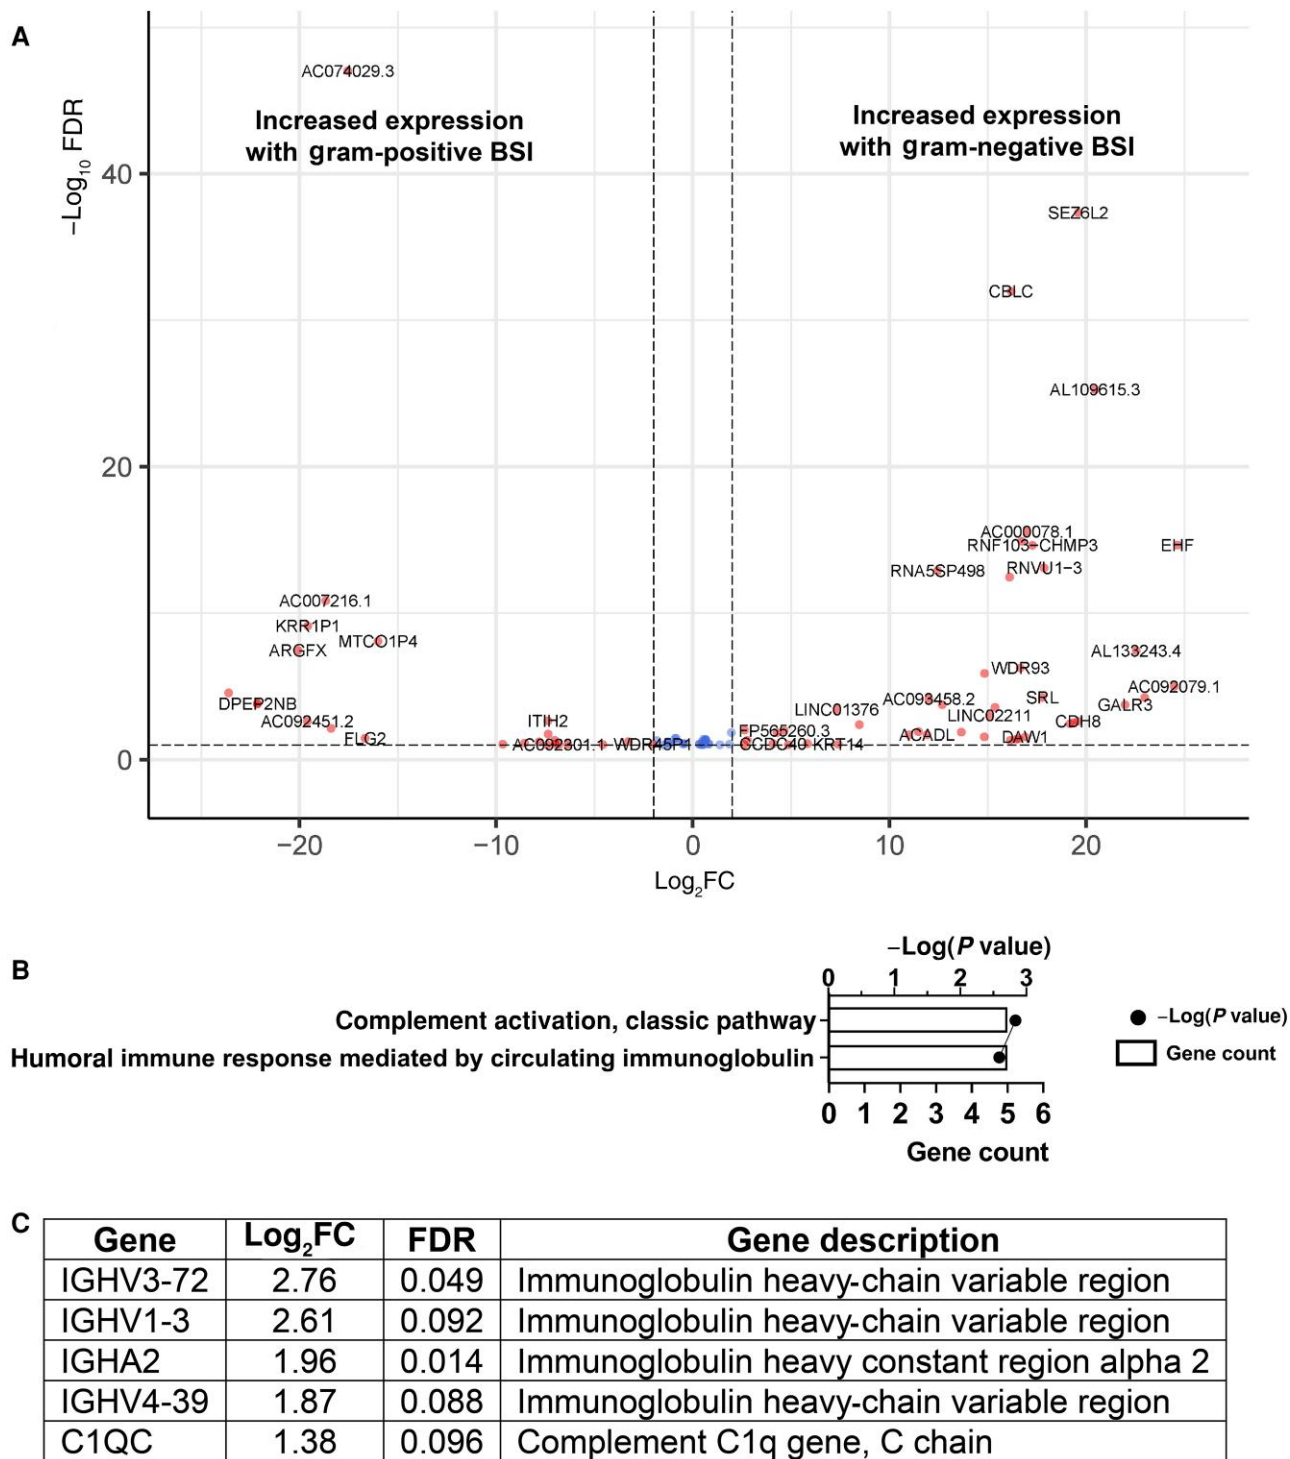 A
AC074029.3
Increased expression
with gram-positive BSI
Increased expression
with gram-negative BSI
−Log10 FDR
40
SEZ6L2
CBLC
AL109615.3
20
AC000078.1
RNF103−CHMP3
EHF
RNA5SP498
RNVU1−3
AC007216.1
KRR1P1
MTCO1P4
ARGFX
AL133243.4
WDR93
AC092079.1
DPEP2NB
AC093458.2
SRL
GALR3
LINC01376
AC092451.2
ITIH2
LINC02211
CDH8
FLG2
FP565260.3
ACADL
DAW1
AC092301.1
WDR45P1
CCDC40
KRT14
0
−20
−10
0
10
20
Log2FC
B
−Log(P value)
0 1 2 3
Complement activation, classic pathway
Humoral immune response mediated by circulating immunoglobulin
−Log(P value)
Gene count
0 1 2 3 4 5 6
Gene count
C
Gene Log2FC FDR Gene description
IGHV3-72 2.76 0.049 Immunoglobulin heavy-chain variable region
IGHV1-3 2.61 0.092 Immunoglobulin heavy-chain variable region
IGHA2 1.96 0.014 Immunoglobulin heavy constant region alpha 2
IGHV4-39 1.87 0.088 Immunoglobulin heavy-chain variable region
C1QC 1.38 0.096 Complement C1q gene, C chain